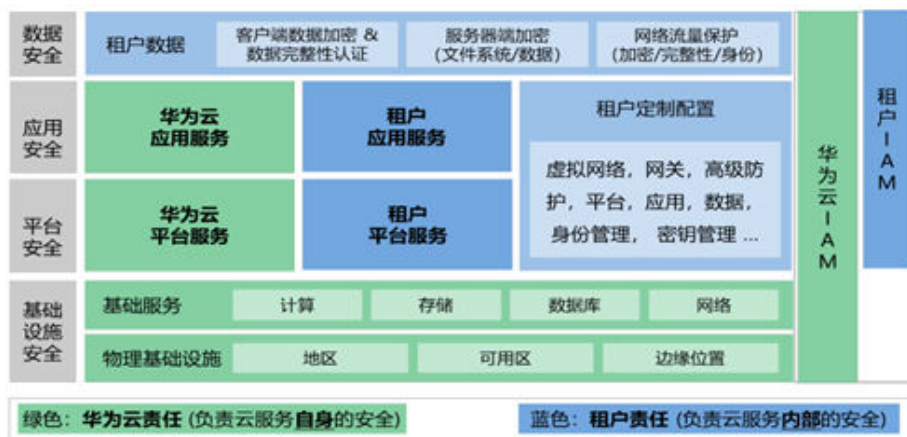 数据
安全
租户数据
客户端数据加密 &
数据完整性认证
服务器端加密
(文件系统/数据)
网络流量保护
(加密/完整性/身份)
应用
安全
华为云
应用服务
租户
应用服务
租户定制配置
虚拟网络，网关，高级防
护，平台，应用，数据，
身份管理，密钥管理 ...
平台
安全
华为云
平台服务
租户
平台服务
基础
设施
安全
基础服务
计算
存储
数据库
网络
物理基础设施
地区
可用区
边缘位置
华为云IAM
租户IAM
绿色：华为云责任 (负责云服务自身的安全)
蓝色：租户责任 (负责云服务内部的安全)